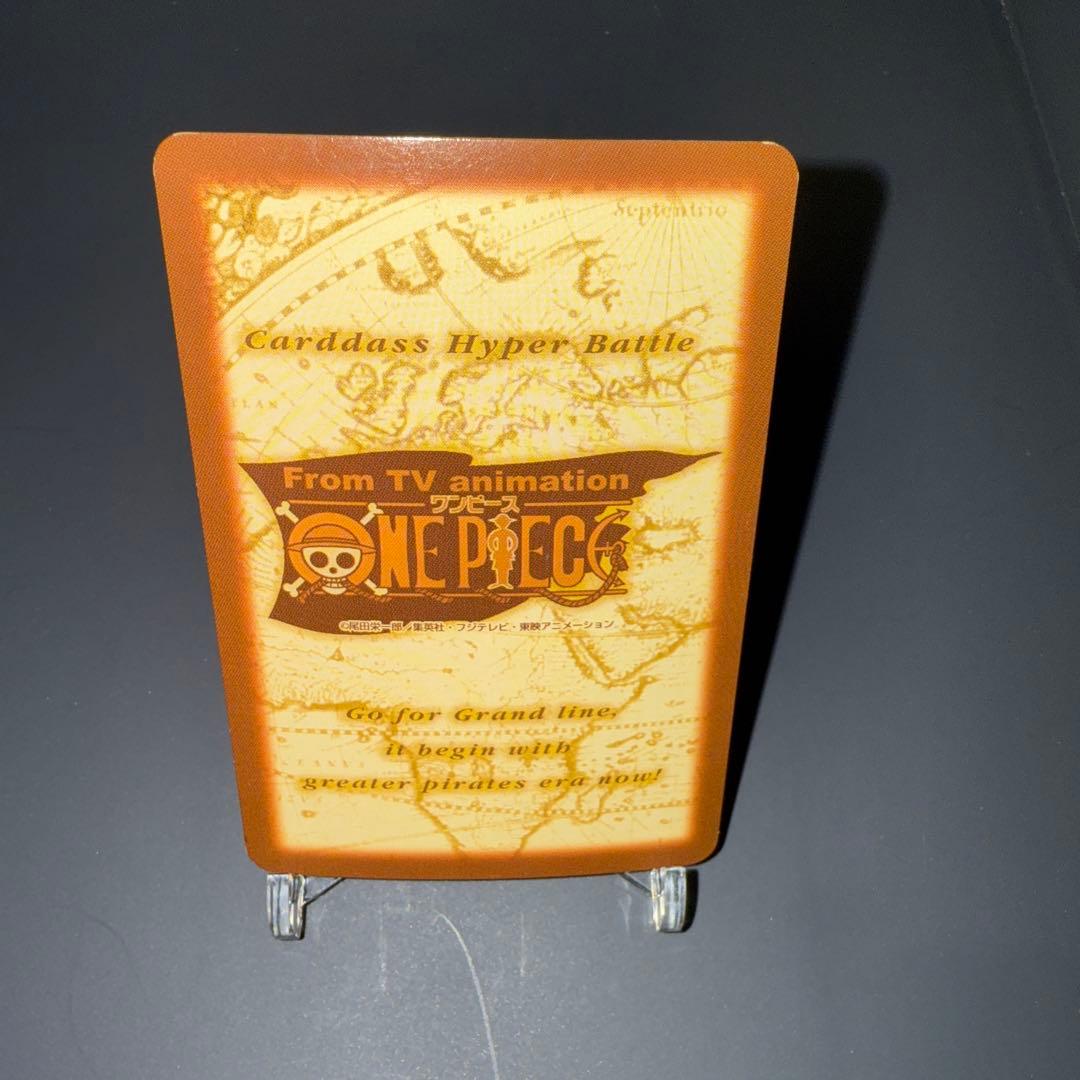 Septentrio
Carddass Hyper Battle
From TV animation
ワンピース
ONE PIECE
©尾田栄一郎/集英社・フジテレビ・東映アニメーション
Go for Grand line,
it begin with
greater pirates era now!